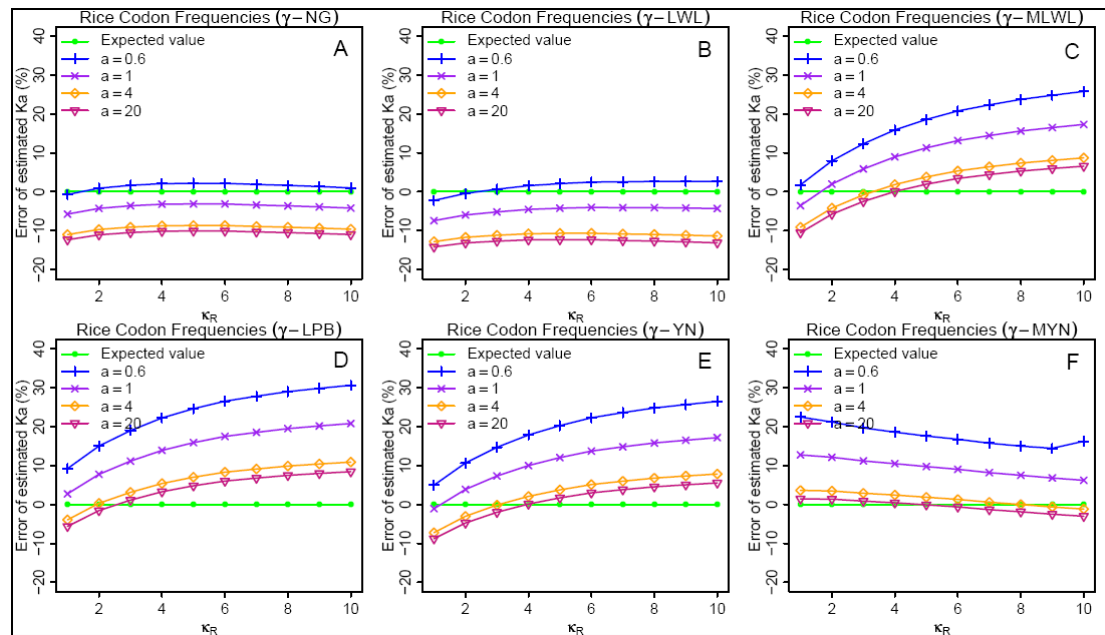 Rice Codon Frequencies (γ−NG)
A
Expected value
a = 0.6
a = 1
a = 4
a = 20
Error of estimated Ka (%)
40
30
20
10
0
−10
−20
2 4 6 8 10
κR
Rice Codon Frequencies (γ−LWL)
B
Expected value
a = 0.6
a = 1
a = 4
a = 20
Error of estimated Ka (%)
40
30
20
10
0
−10
−20
2 4 6 8 10
κR
Rice Codon Frequencies (γ−MLWL)
C
Expected value
a = 0.6
a = 1
a = 4
a = 20
Error of estimated Ka (%)
40
30
20
10
0
−10
−20
2 4 6 8 10
κR
Rice Codon Frequencies (γ−LPB)
D
Expected value
a = 0.6
a = 1
a = 4
a = 20
Error of estimated Ka (%)
40
30
20
10
0
−10
−20
2 4 6 8 10
κR
Rice Codon Frequencies (γ−YN)
E
Expected value
a = 0.6
a = 1
a = 4
a = 20
Error of estimated Ka (%)
40
30
20
10
0
−10
−20
2 4 6 8 10
κR
Rice Codon Frequencies (γ−MYN)
F
Expected value
a = 0.6
a = 1
a = 4
a = 20
Error of estimated Ka (%)
40
30
20
10
0
−10
−20
2 4 6 8 10
κR